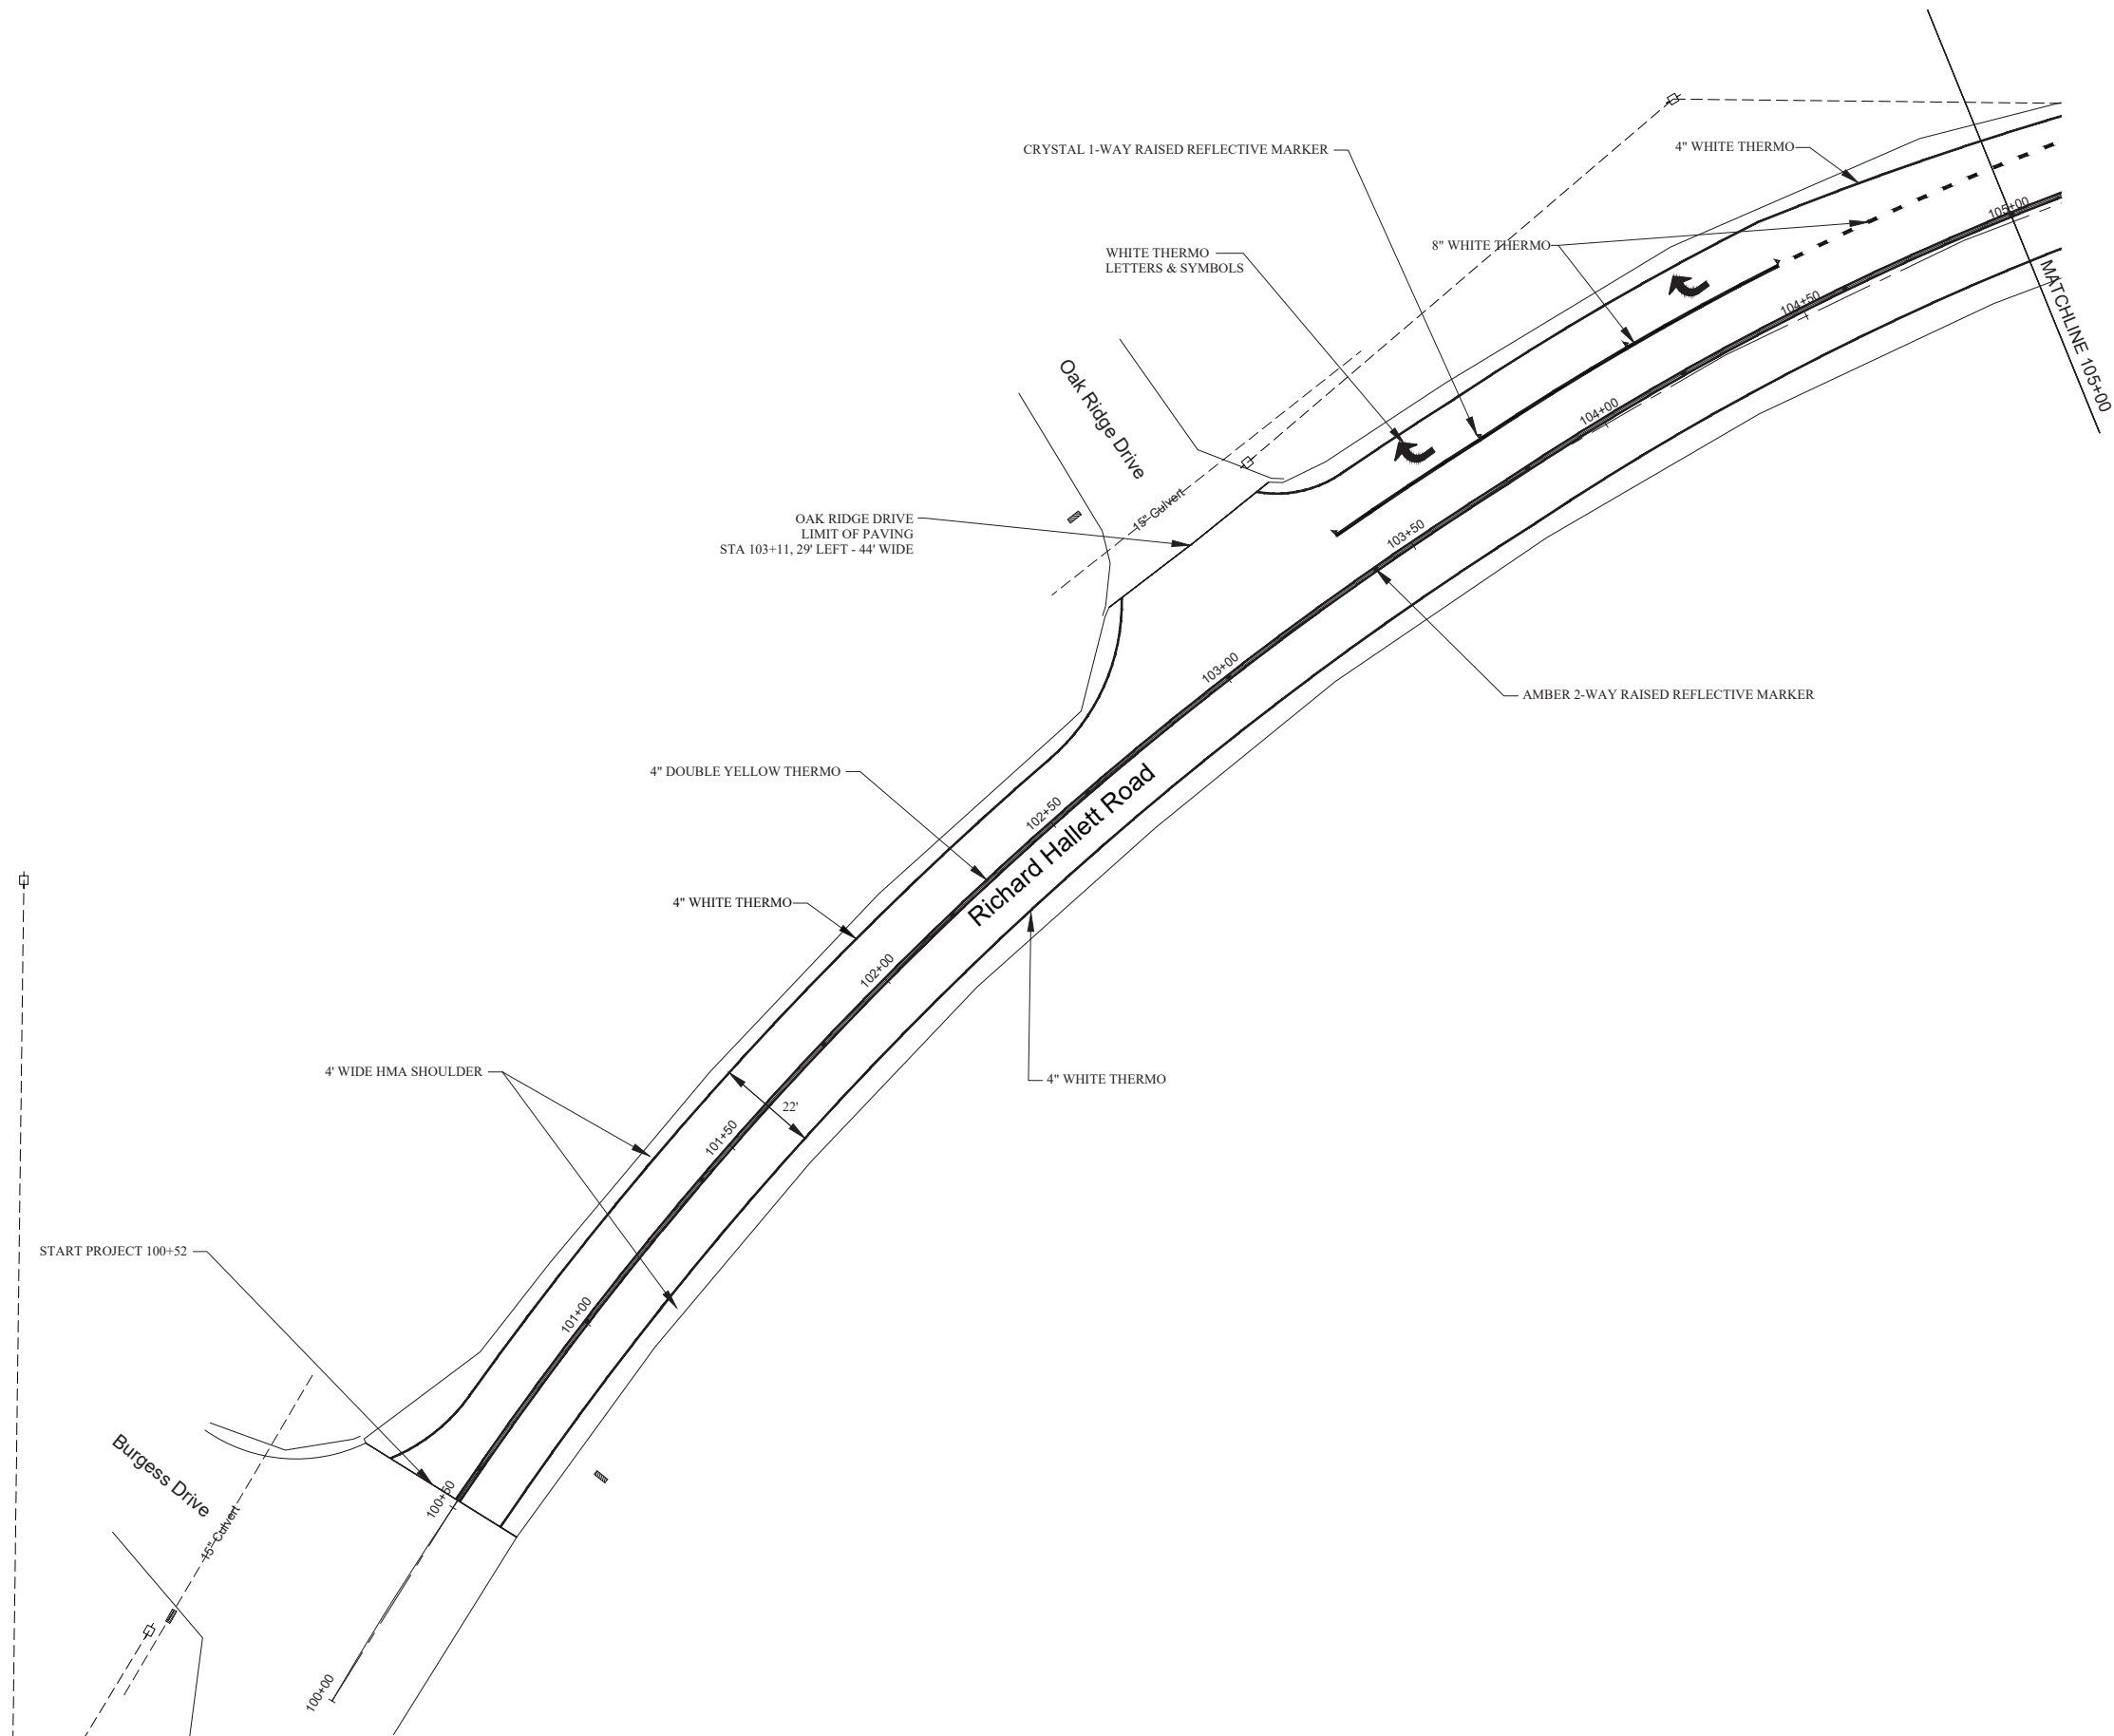 CRYSTAL 1-WAY RAISED REFLECTIVE MARKER
4" WHITE THERMO
105+00
WHITE THERMO
LETTERS & SYMBOLS
8" WHITE THERMO
MATCHLINE 105+00
104+50
Oak Ridge Drive
104+00
15" Culvert
OAK RIDGE DRIVE
LIMIT OF PAVING
STA 103+11, 29' LEFT - 44' WIDE
103+50
103+00
AMBER 2-WAY RAISED REFLECTIVE MARKER
4" DOUBLE YELLOW THERMO
102+50
Richard Hallett Road
4" WHITE THERMO
102+00
4' WIDE HMA SHOULDER
4" WHITE THERMO
22'
101+50
START PROJECT 100+52
101+00
Burgess Drive
100+50
15" Culvert
100+00